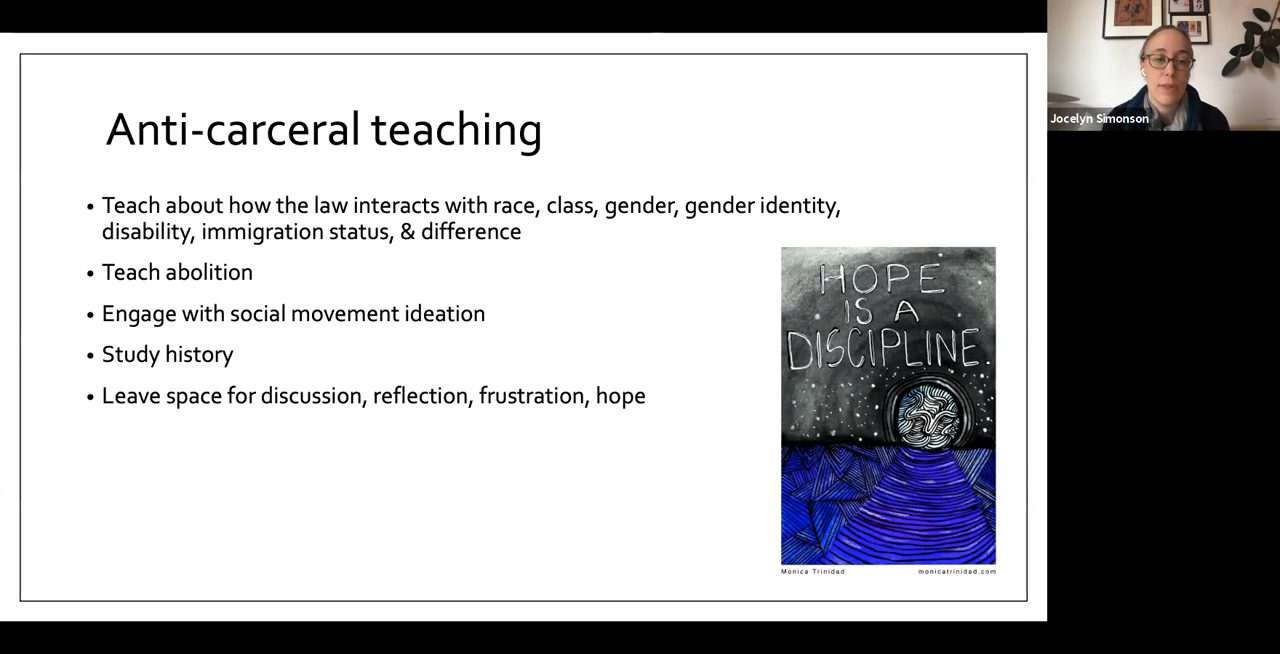 Anti-carceral teaching
• Teach about how the law interacts with race, class, gender, gender identity,
disability, immigration status, & difference
• Teach abolition
• Engage with social movement ideation
• Study history
• Leave space for discussion, reflection, frustration, hope
HOPE
IS A
DISCIPLINE
Monica Trinidad monicatrinidad.com
Jocelyn Simonson